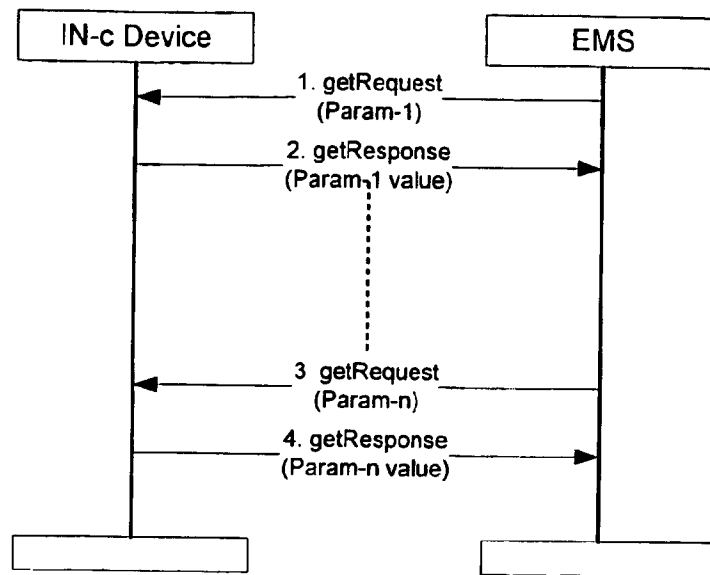 IN-c Device
EMS
1. getRequest
(Param-1)
2. getResponse
(Param-1 value)
3 getRequest
(Param-n)
4. getResponse
(Param-n value)